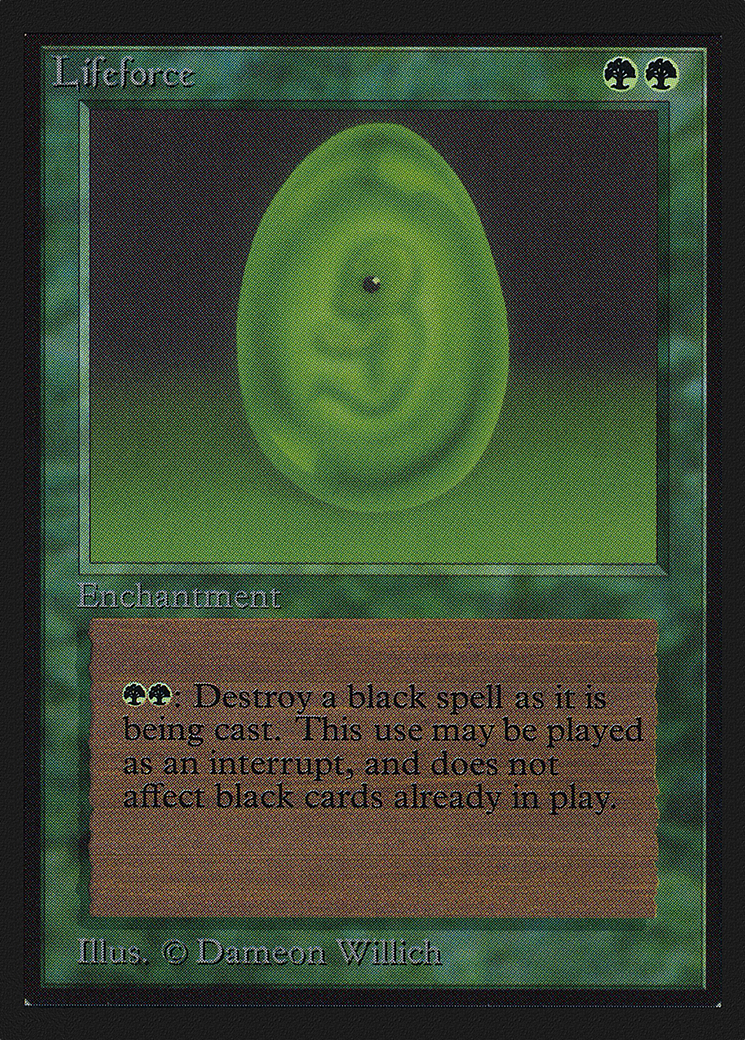 Lifeforce
Enchantment
: Destroy a black spell as it is
being cast. This use may be played
as an interrupt, and does not
affect black cards already in play.
Illus. © Dameon Willich